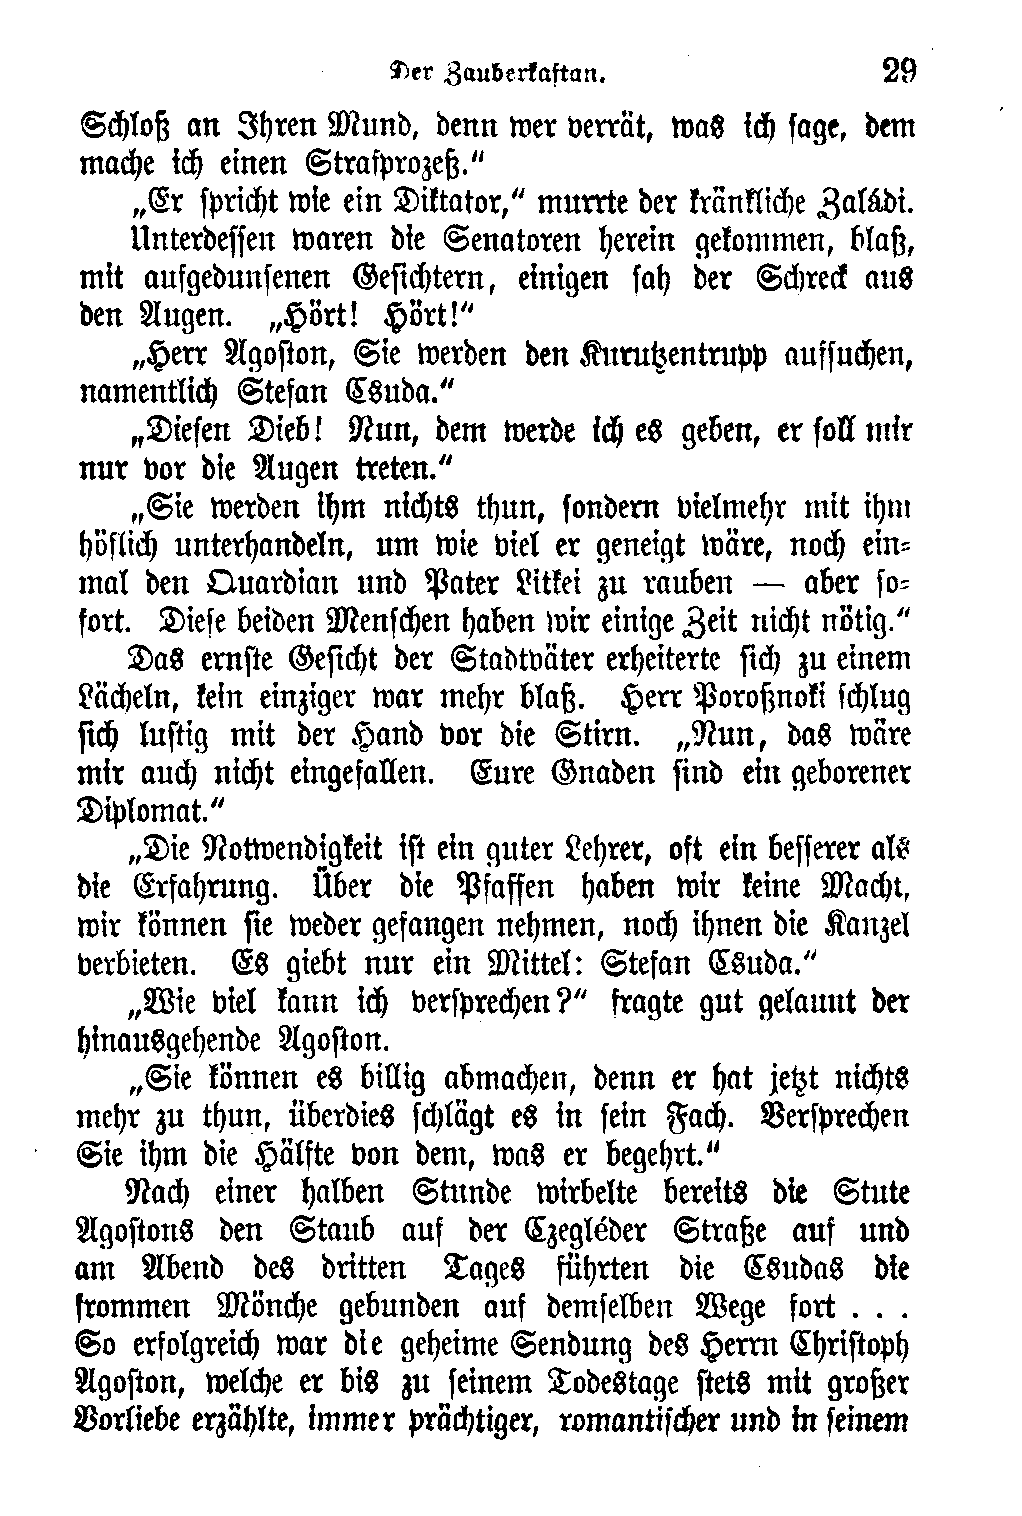 Der Zauberkaftan. 29
Schloß an Ihren Mund, denn wer verrät, was ich sage, dem
mache ich einen Strafprozeß.“
„Er spricht wie ein Diktator,“ murrte der kränkliche Zaládi.
Unterdessen waren die Senatoren herein gekommen, blaß,
mit aufgedunsenen Gesichtern, einigen sah der Schreck aus
den Augen. „Hört! Hört!“
„Herr Agoston, Sie werden den Kurutzentrupp aufsuchen,
namentlich Stefan Csuda.“
„Diesen Dieb! Nun, dem werde ich es geben, er soll mir
nur vor die Augen treten.“
„Sie werden ihm nichts thun, sondern vielmehr mit ihm
höflich unterhandeln, um wie viel er geneigt wäre, noch ein-
mal den Quardian und Pater Litkei zu rauben — aber so-
fort. Diese beiden Menschen haben wir einige Zeit nicht nötig.“
Das ernste Gesicht der Stadtväter erheiterte sich zu einem
Lächeln, kein einziger war mehr blaß. Herr Poroßnoki schlug
sich lustig mit der Hand vor die Stirn. „Nun, das wäre
mir auch nicht eingefallen. Eure Gnaden sind ein geborener
Diplomat.“
„Die Notwendigkeit ist ein guter Lehrer, oft ein besserer als
die Erfahrung. Über die Pfaffen haben wir keine Macht,
wir können sie weder gefangen nehmen, noch ihnen die Kanzel
verbieten. Es giebt nur ein Mittel: Stefan Csuda.“
„Wie viel kann ich versprechen?“ fragte gut gelaunt der
hinausgehende Agoston.
„Sie können es billig abmachen, denn er hat jetzt nichts
mehr zu thun, überdies schlägt es in sein Fach. Versprechen
Sie ihm die Hälfte von dem, was er begehrt.“
Nach einer halben Stunde wirbelte bereits die Stute
Agostons den Staub auf der Czegléder Straße auf und
am Abend des dritten Tages führten die Csudas die
frommen Mönche gebunden auf demselben Wege fort . . .
So erfolgreich war die geheime Sendung des Herrn Christoph
Agoston, welche er bis zu seinem Todestage stets mit großer
Vorliebe erzählte, immer prächtiger, romantischer und in seinem